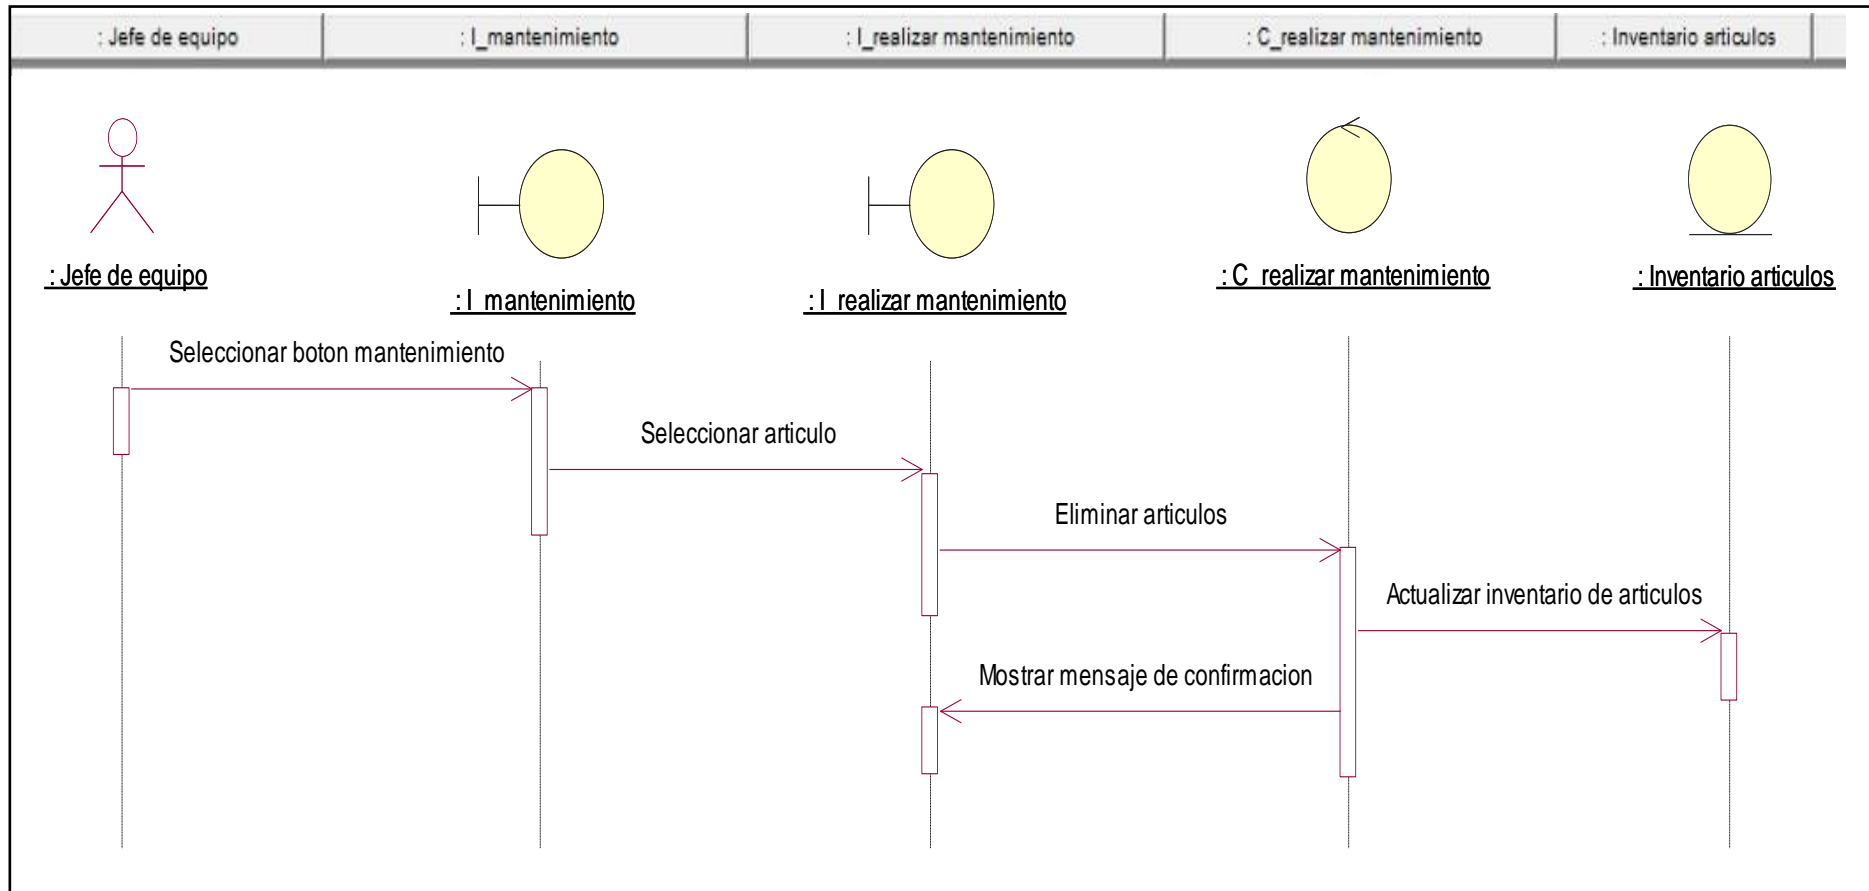 : Jefe de equipo
: I_mantenimiento
: I_realizar mantenimiento
: C_realizar mantenimiento
: Inventario articulos
: Jefe de equipo
: I_mantenimiento
: I_realizar mantenimiento
: C_realizar mantenimiento
: Inventario articulos
Seleccionar boton mantenimiento
Seleccionar articulo
Eliminar articulos
Actualizar inventario de articulos
Mostrar mensaje de confirmacion